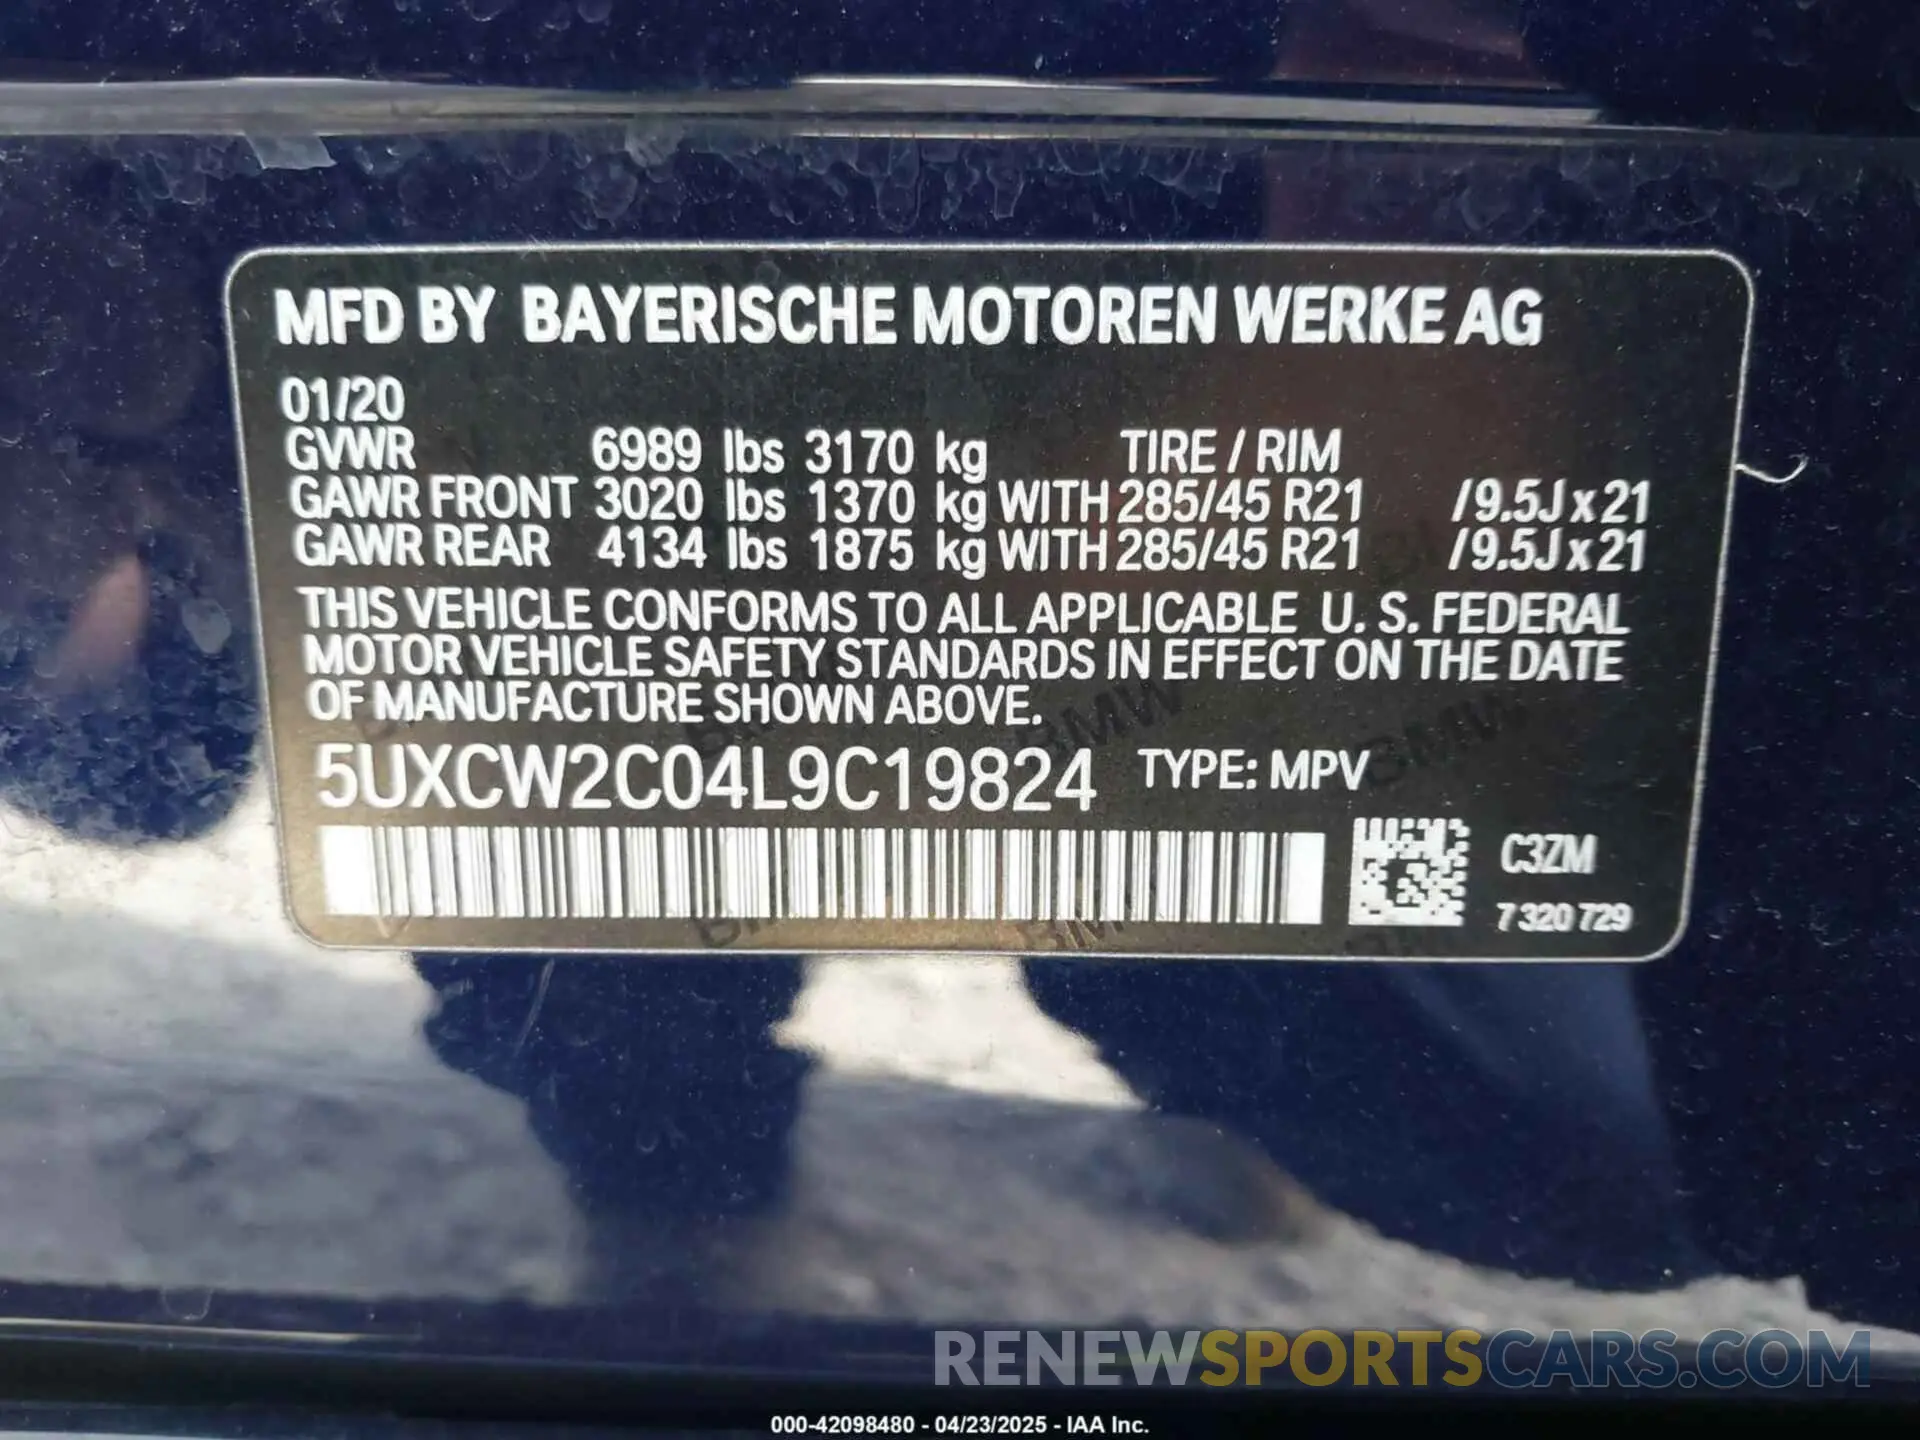 MFD BY BAYERISCHE MOTOREN WERKE AG
01/20
GVWR 6989 lbs 3170 kg TIRE / RIM
GAWR FRONT 3020 lbs 1370 kg WITH 285/45 R21 /9.5J x 21
GAWR REAR 4134 lbs 1875 kg WITH 285/45 R21 /9.5J x 21
THIS VEHICLE CONFORMS TO ALL APPLICABLE U. S. FEDERAL
MOTOR VEHICLE SAFETY STANDARDS IN EFFECT ON THE DATE
OF MANUFACTURE SHOWN ABOVE.
5UXCW2C04L9C19824 TYPE: MPV
C3ZM
7 320 729
RENEWSPORTSCARS.COM
000-42098480 - 04/23/2025 - IAA Inc.